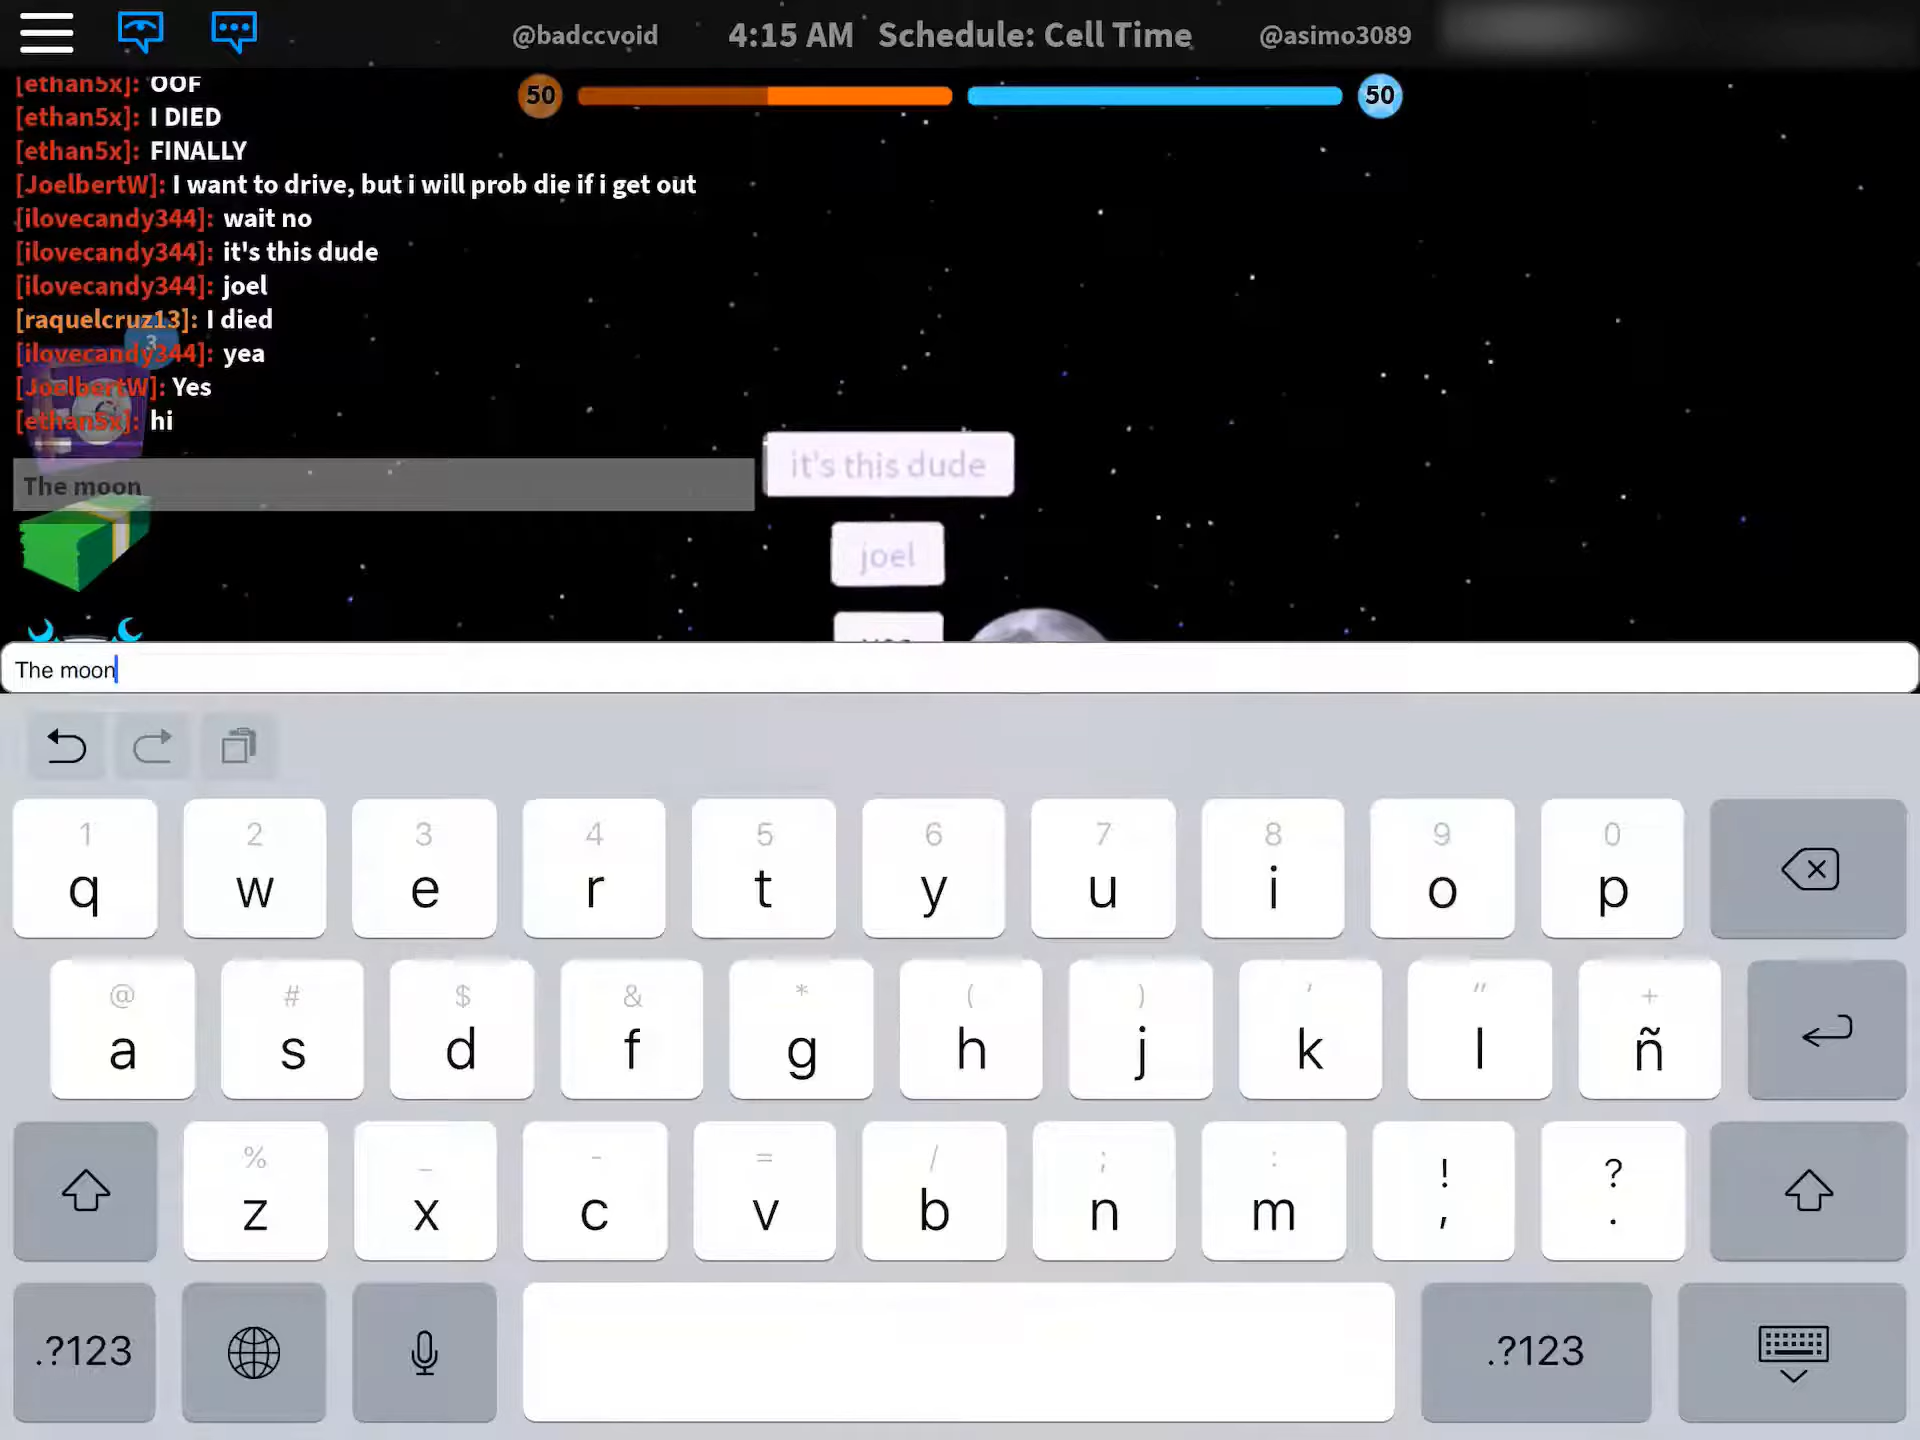 @badccvoid 4:15 AM Schedule: Cell Time @asimo3089
50 50
[ethan5x]: OOF
[ethan5x]: I DIED
[ethan5x]: FINALLY
[JoelbertW]: I want to drive, but i will prob die if i get out
[ilovecandy344]: wait no
[ilovecandy344]: it's this dude
[ilovecandy344]: joel
[raquelcruz13]: I died
3
[ilovecandy344]: yea
[JoelbertW]: Yes
[ethan5x]: hi
it's this dude
The moon
joel
The moon
1 2 3 4 5 6 7 8 9 0
q w e r t y u i o p
@ # $ & * ( ) ' " +
a s d f g h j k l ñ
% _ - = / ; : ! ?
z x c v b n m , .
.?123 .?123